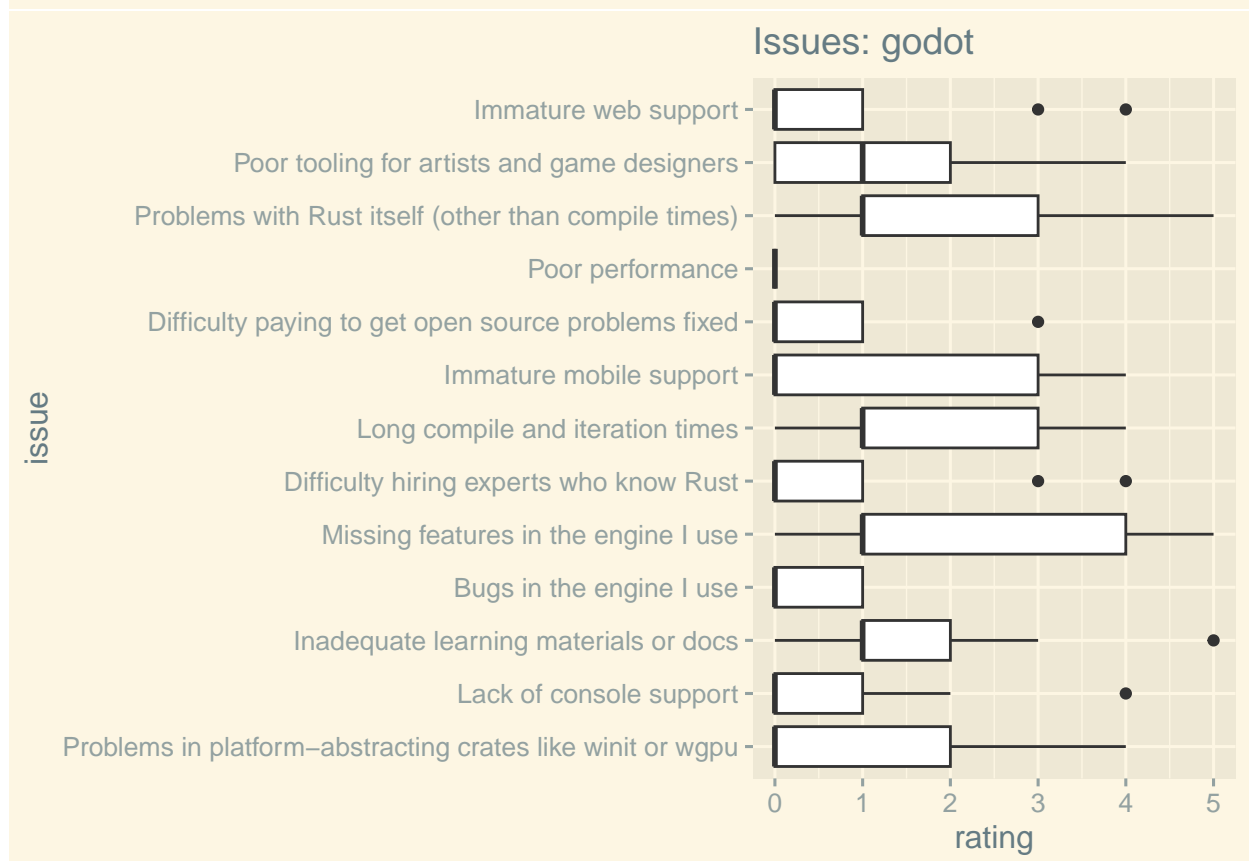 Issues: godot
Immature web support
Poor tooling for artists and game designers
Problems with Rust itself (other than compile times)
Poor performance
Difficulty paying to get open source problems fixed
Immature mobile support
Long compile and iteration times
Difficulty hiring experts who know Rust
Missing features in the engine I use
Bugs in the engine I use
Inadequate learning materials or docs
Lack of console support
Problems in platform−abstracting crates like winit or wgpu
issue
0 1 2 3 4 5
rating